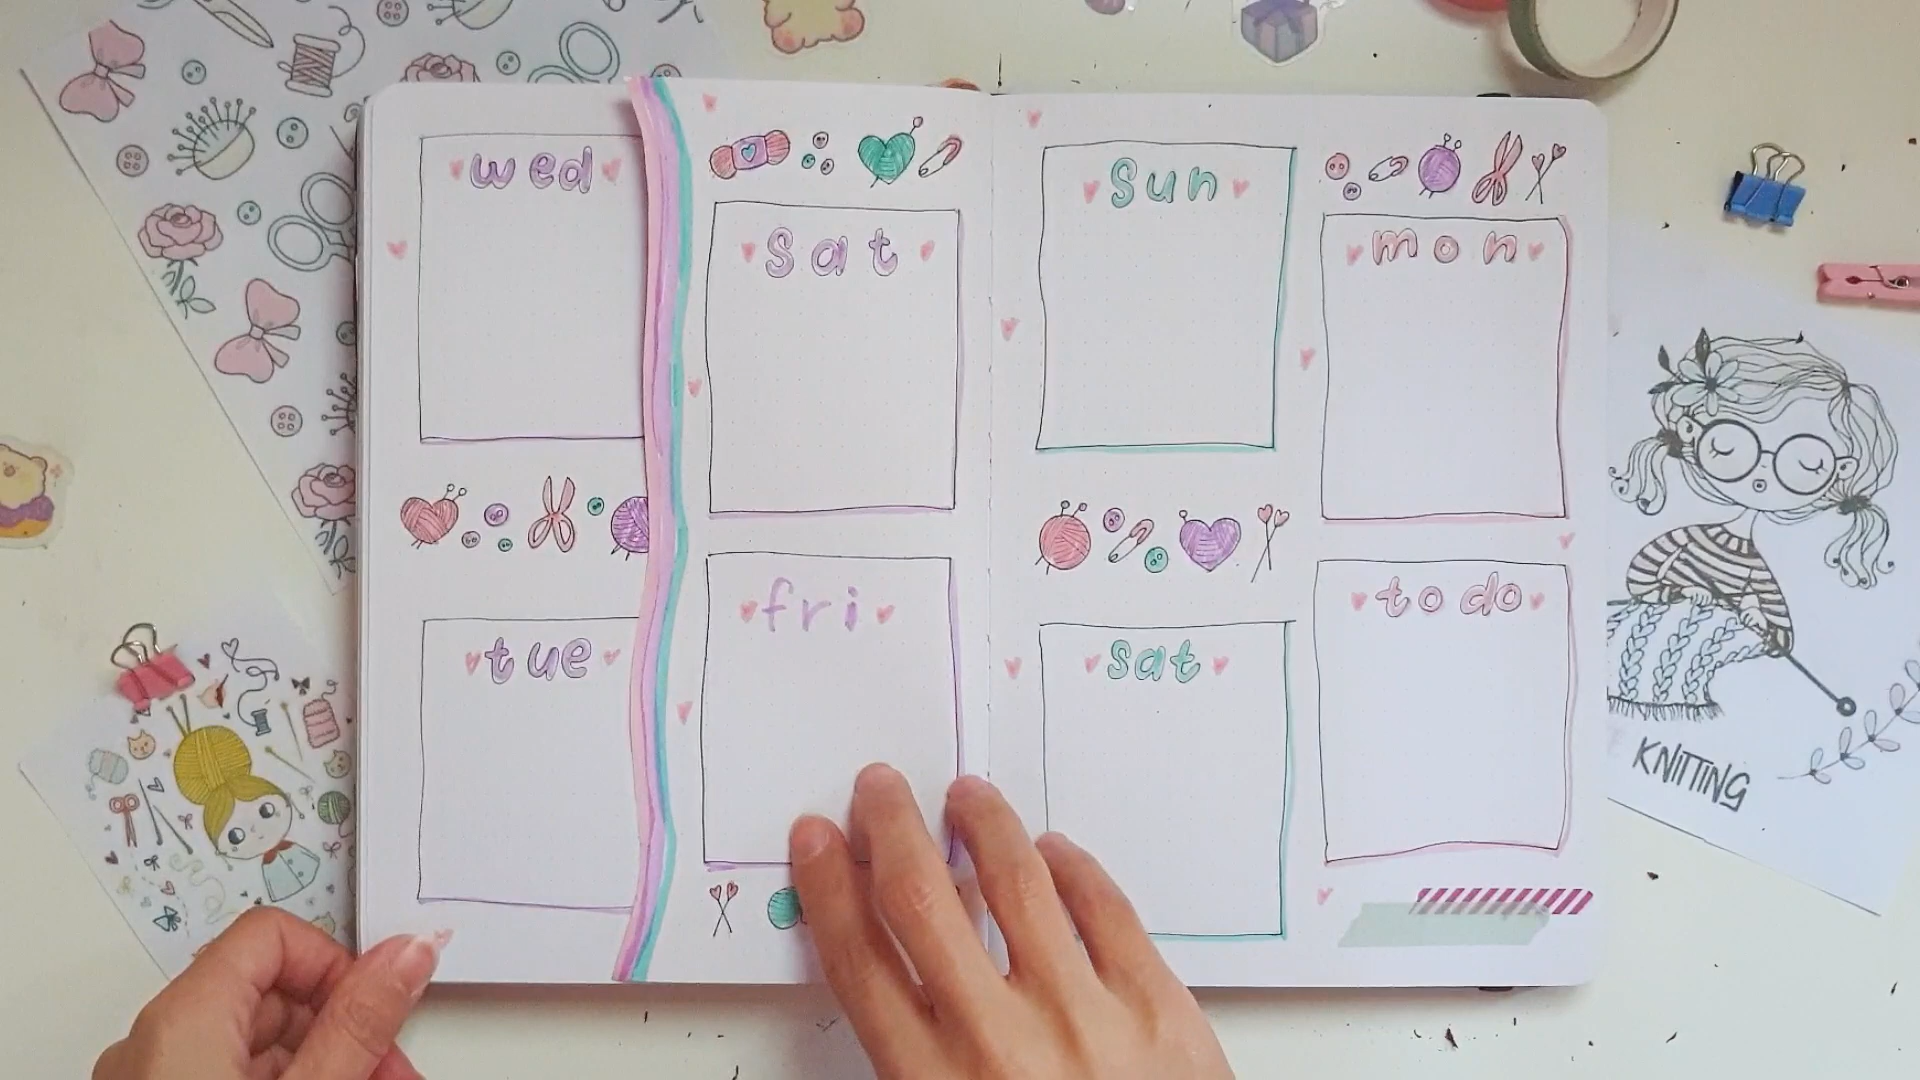 wed
tue
sat
fri
sun
sat
mon
to do
KNITTING